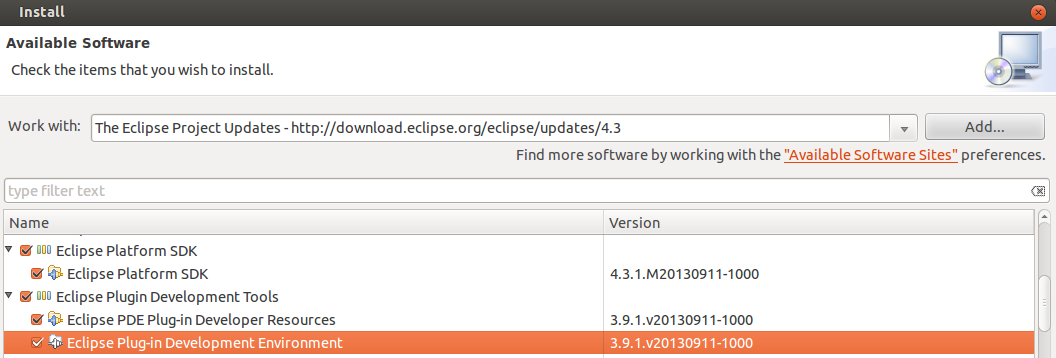 Install
Available Software
Check the items that you wish to install.
Work with: The Eclipse Project Updates - http://download.eclipse.org/eclipse/updates/4.3 Add...
Find more software by working with the "Available Software Sites" preferences.
type filter text
Name Version
Eclipse Platform SDK
Eclipse Platform SDK 4.3.1.M20130911-1000
Eclipse Plugin Development Tools
Eclipse PDE Plug-in Developer Resources 3.9.1.v20130911-1000
Eclipse Plug-in Development Environment 3.9.1.v20130911-1000